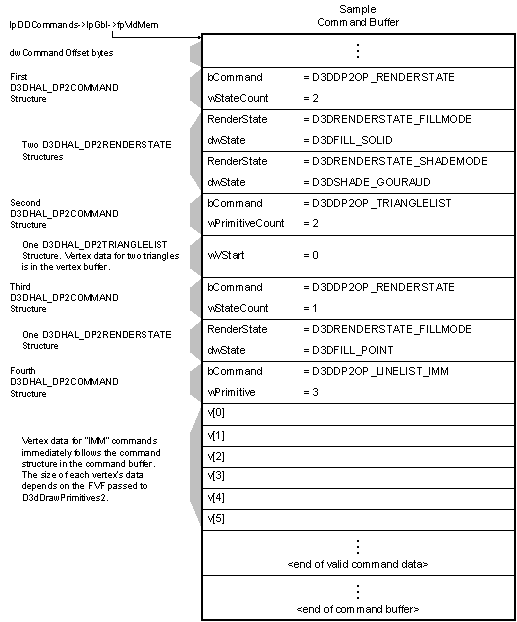 Sample
Command Buffer
lpDDCommands->lpGbl->fpVidMem
dwCommandOffset bytes
First
D3DHAL_DP2COMMAND
Structure
bCommand = D3DDP2OP_RENDERSTATE
wStateCount = 2
Two D3DHAL_DP2RENDERSTATE
Structures
RenderState = D3DRENDERSTATE_FILLMODE
dwState = D3DFILL_SOLID
RenderState = D3DRENDERSTATE_SHADEMODE
dwState = D3DSHADE_GOURAUD
Second
D3DHAL_DP2COMMAND
Structure
bCommand = D3DDP2OP_TRIANGLELIST
wPrimitiveCount = 2
One D3DHAL_DP2TRIANGLELIST
Structure. Vertex data for two triangles
is in the vertex buffer.
wVStart = 0
Third
D3DHAL_DP2COMMAND
Structure
bCommand = D3DDP2OP_RENDERSTATE
wStateCount = 1
One D3DHAL_DP2RENDERSTATE
Structure
RenderState = D3DRENDERSTATE_FILLMODE
dwState = D3DFILL_POINT
Fourth
D3DHAL_DP2COMMAND
Structure
bCommand = D3DDP2OP_LINELIST_IMM
wPrimitive = 3
Vertex data for "IMM" commands
immediately follows the command
structure in the command buffer.
The size of each vertex's data
depends on the FVF passed to
D3dDrawPrimitives2.
v[0]
v[1]
v[2]
v[3]
v[4]
v[5]
<end of valid command data>
<end of command buffer>